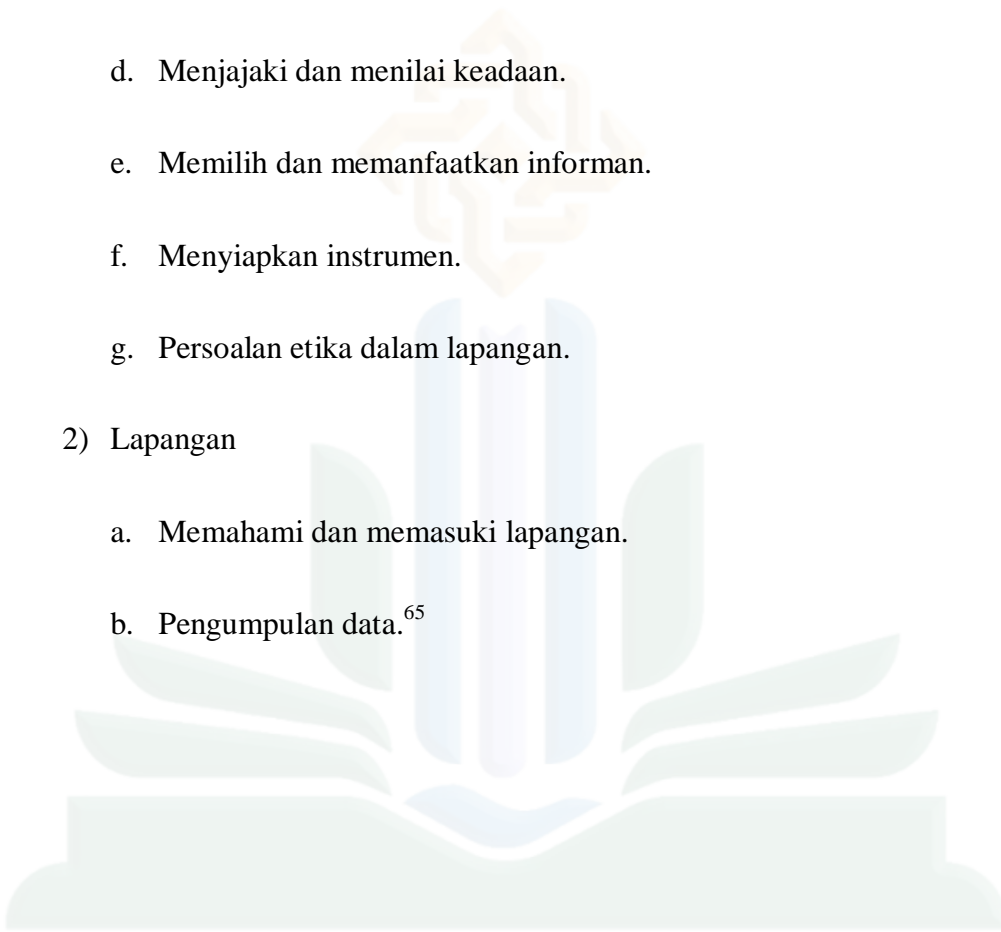 d. Menjajaki dan menilai keadaan.
e. Memilih dan memanfaatkan informan.
f. Menyiapkan instrumen.
g. Persoalan etika dalam lapangan.
2) Lapangan
a. Memahami dan memasuki lapangan.
b. Pengumpulan data.65